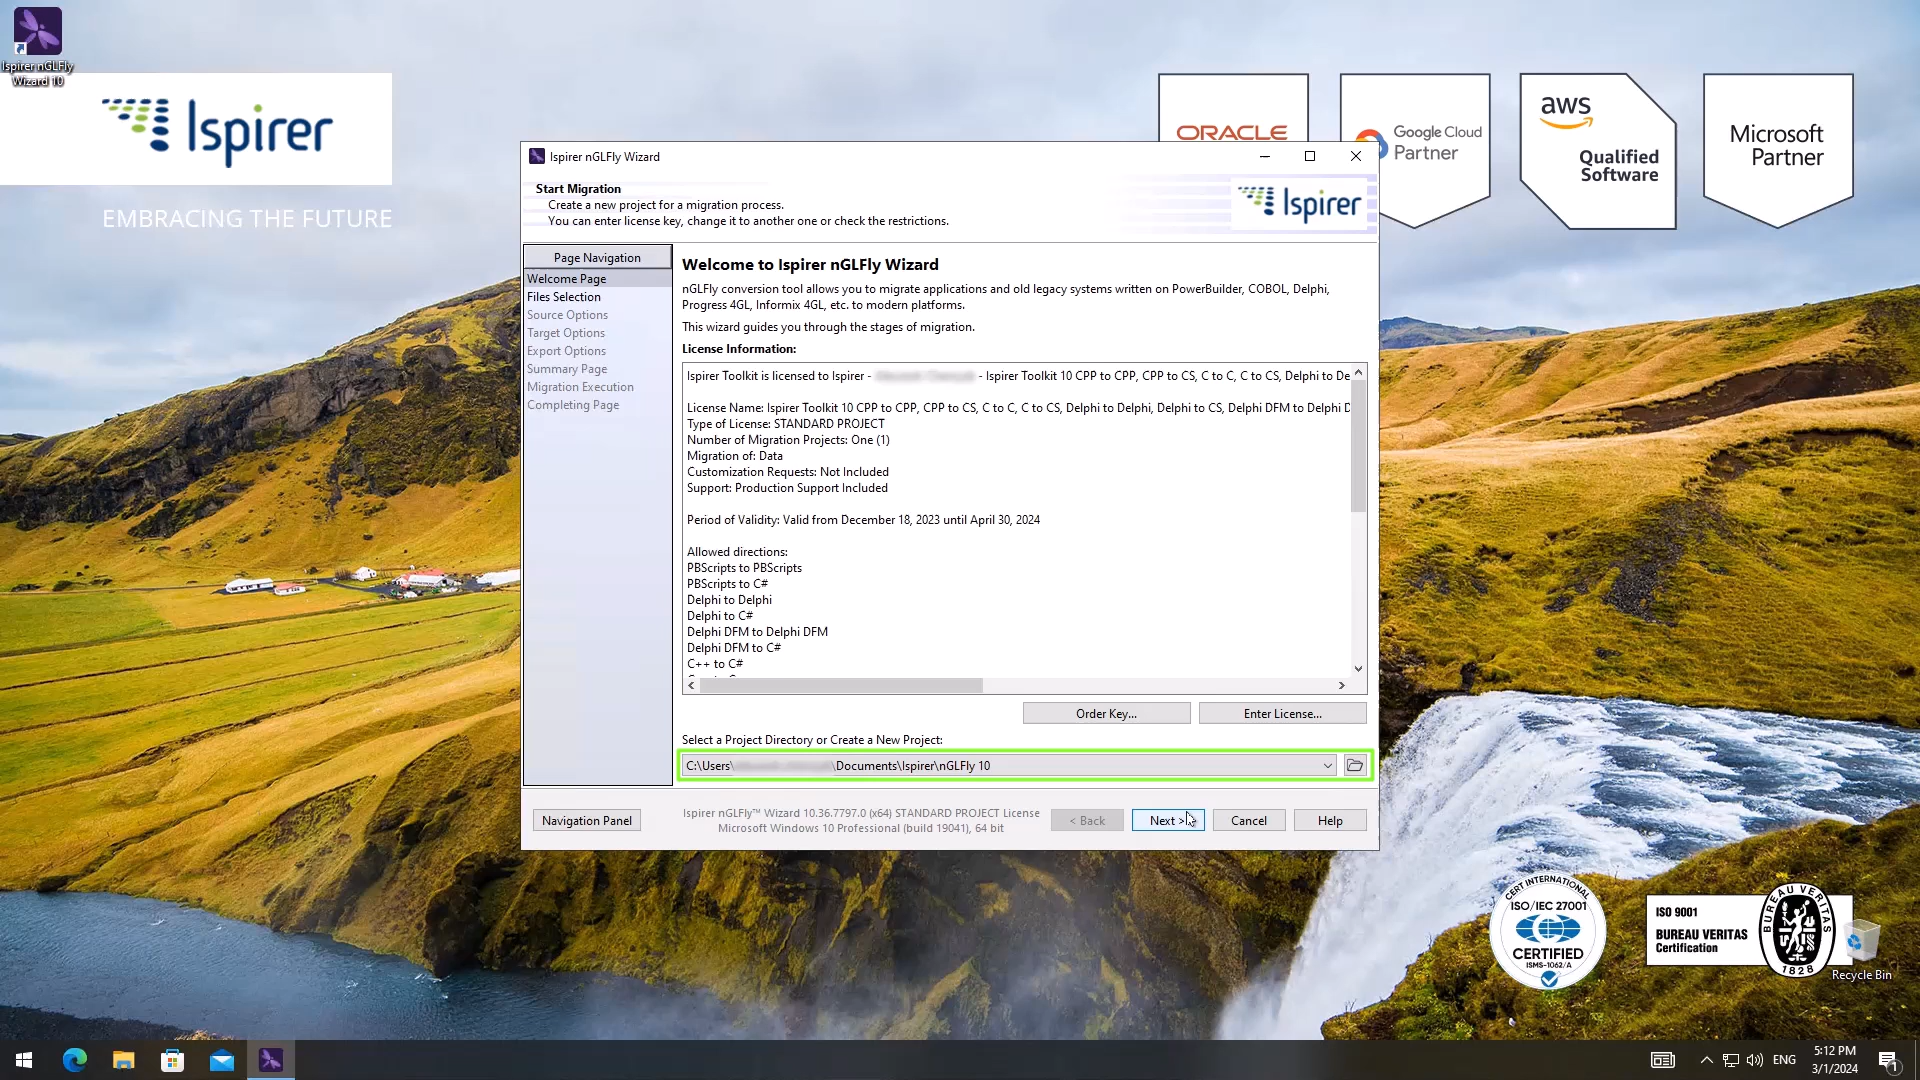 Ispirer nGLFly
Wizard 10
Ispirer
EMBRACING THE FUTURE
ORACLE
Google Cloud
Partner
aws
Qualified
Software
Microsoft
Partner
Ispirer nGLFly Wizard
Start Migration
Create a new project for a migration process.
You can enter license key, change it to another one or check the restrictions.
Ispirer
Page Navigation
Welcome Page
Files Selection
Source Options
Target Options
Export Options
Summary Page
Migration Execution
Completing Page
Welcome to Ispirer nGLFly Wizard
nGLFly conversion tool allows you to migrate applications and old legacy systems written on PowerBuilder, COBOL, Delphi,
Progress 4GL, Informix 4GL, etc. to modern platforms.
This wizard guides you through the stages of migration.
License Information:
Ispirer Toolkit is licensed to Ispirer - - Ispirer Toolkit 10 CPP to CPP, CPP to CS, C to C, C to CS, Delphi to De
License Name: Ispirer Toolkit 10 CPP to CPP, CPP to CS, C to C, C to CS, Delphi to Delphi, Delphi to CS, Delphi DFM to Delphi D
Type of License: STANDARD PROJECT
Number of Migration Projects: One (1)
Migration of: Data
Customization Requests: Not Included
Support: Production Support Included
Period of Validity: Valid from December 18, 2023 until April 30, 2024
Allowed directions:
PBScripts to PBScripts
PBScripts to C#
Delphi to Delphi
Delphi to C#
Delphi DFM to Delphi DFM
Delphi DFM to C#
C++ to C#
Order Key...
Enter License...
Select a Project Directory or Create a New Project:
C:\Users\ \Documents\Ispirer\nGLFly 10
Navigation Panel
Ispirer nGLFly™ Wizard 10.36.7797.0 (x64) STANDARD PROJECT License
Microsoft Windows 10 Professional (build 19041), 64 bit
< Back
Next >
Cancel
Help
CERT INTERNATIONAL
ISO/IEC 27001
CERTIFIED
ISMS-1062/A
ISO 9001
BUREAU VERITAS
Certification
BUREAU VERITAS
1828
Recycle Bin
ENG
5:12 PM
3/1/2024
1